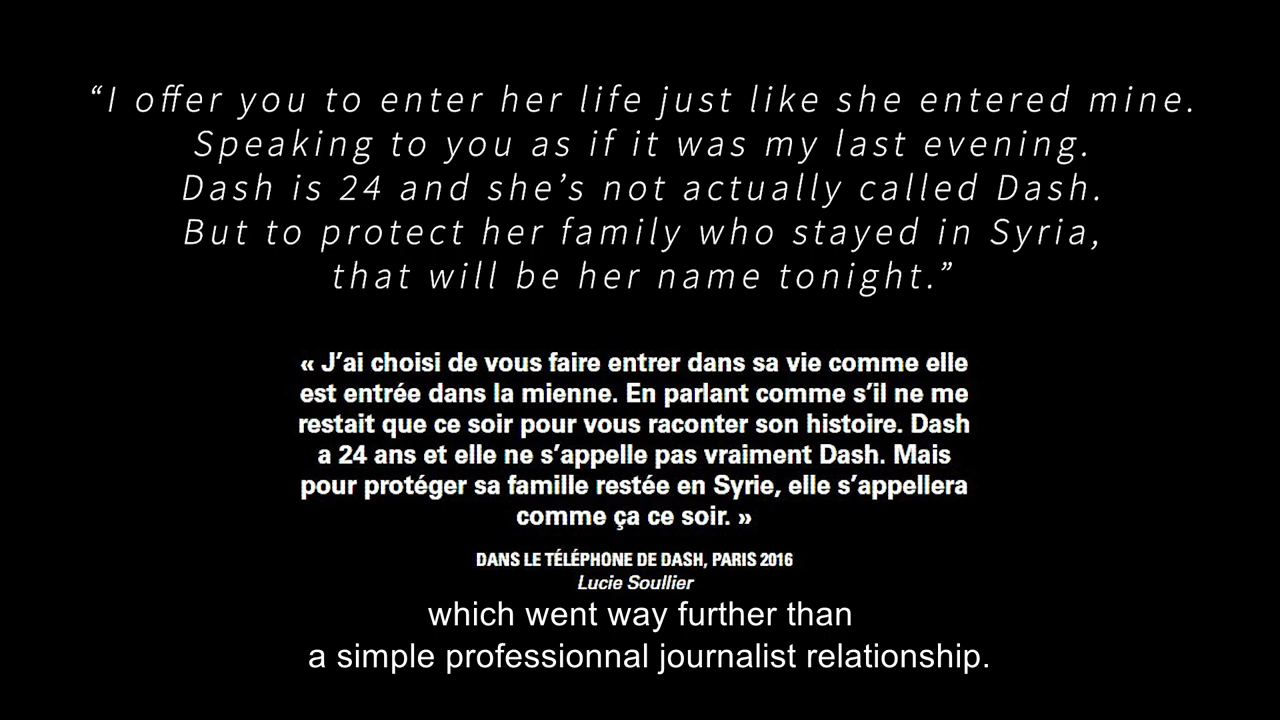 “I offer you to enter her life just like she entered mine.
Speaking to you as if it was my last evening.
Dash is 24 and she’s not actually called Dash.
But to protect her family who stayed in Syria,
that will be her name tonight.”
« J’ai choisi de vous faire entrer dans sa vie comme elle
est entrée dans la mienne. En parlant comme s’il ne me
restait que ce soir pour vous raconter son histoire. Dash
a 24 ans et elle ne s’appelle pas vraiment Dash. Mais
pour protéger sa famille restée en Syrie, elle s’appellera
comme ça ce soir. »
DANS LE TÉLÉPHONE DE DASH, PARIS 2016
Lucie Soullier
which went way further than
a simple professionnal journalist relationship.